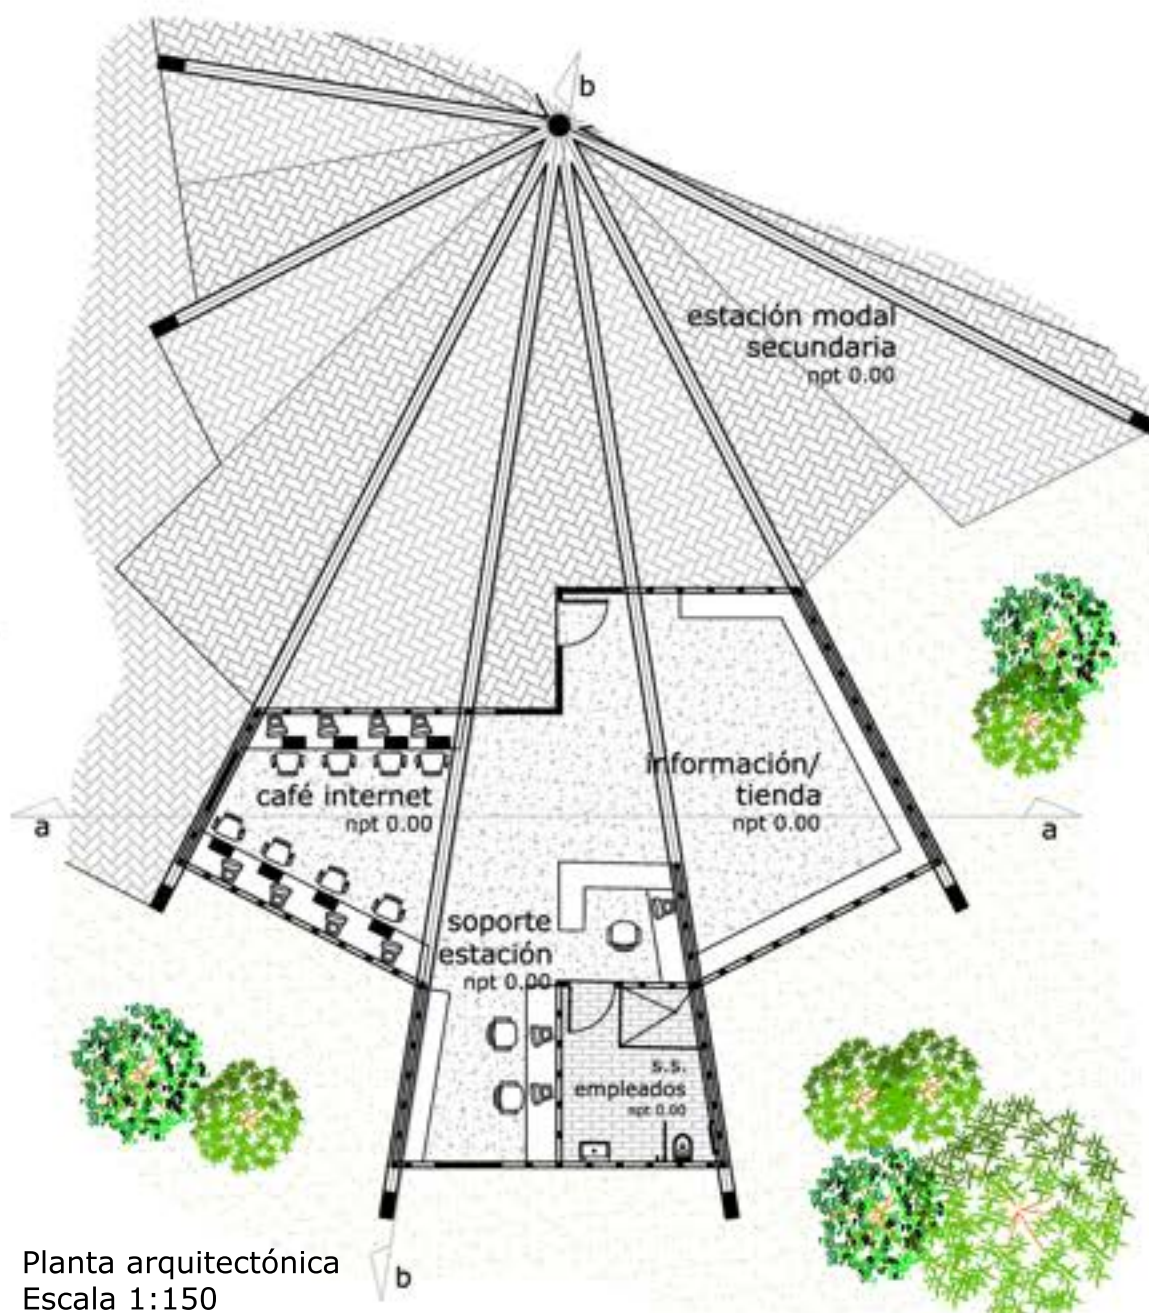 b
estación modal
secundaria
npt 0.00
información/
tienda
npt 0.00
café internet
npt 0.00
a
a
soporte
estación
npt 0.00
s.s.
empleados
npt 0.00
b
Planta arquitectónica
Escala 1:150